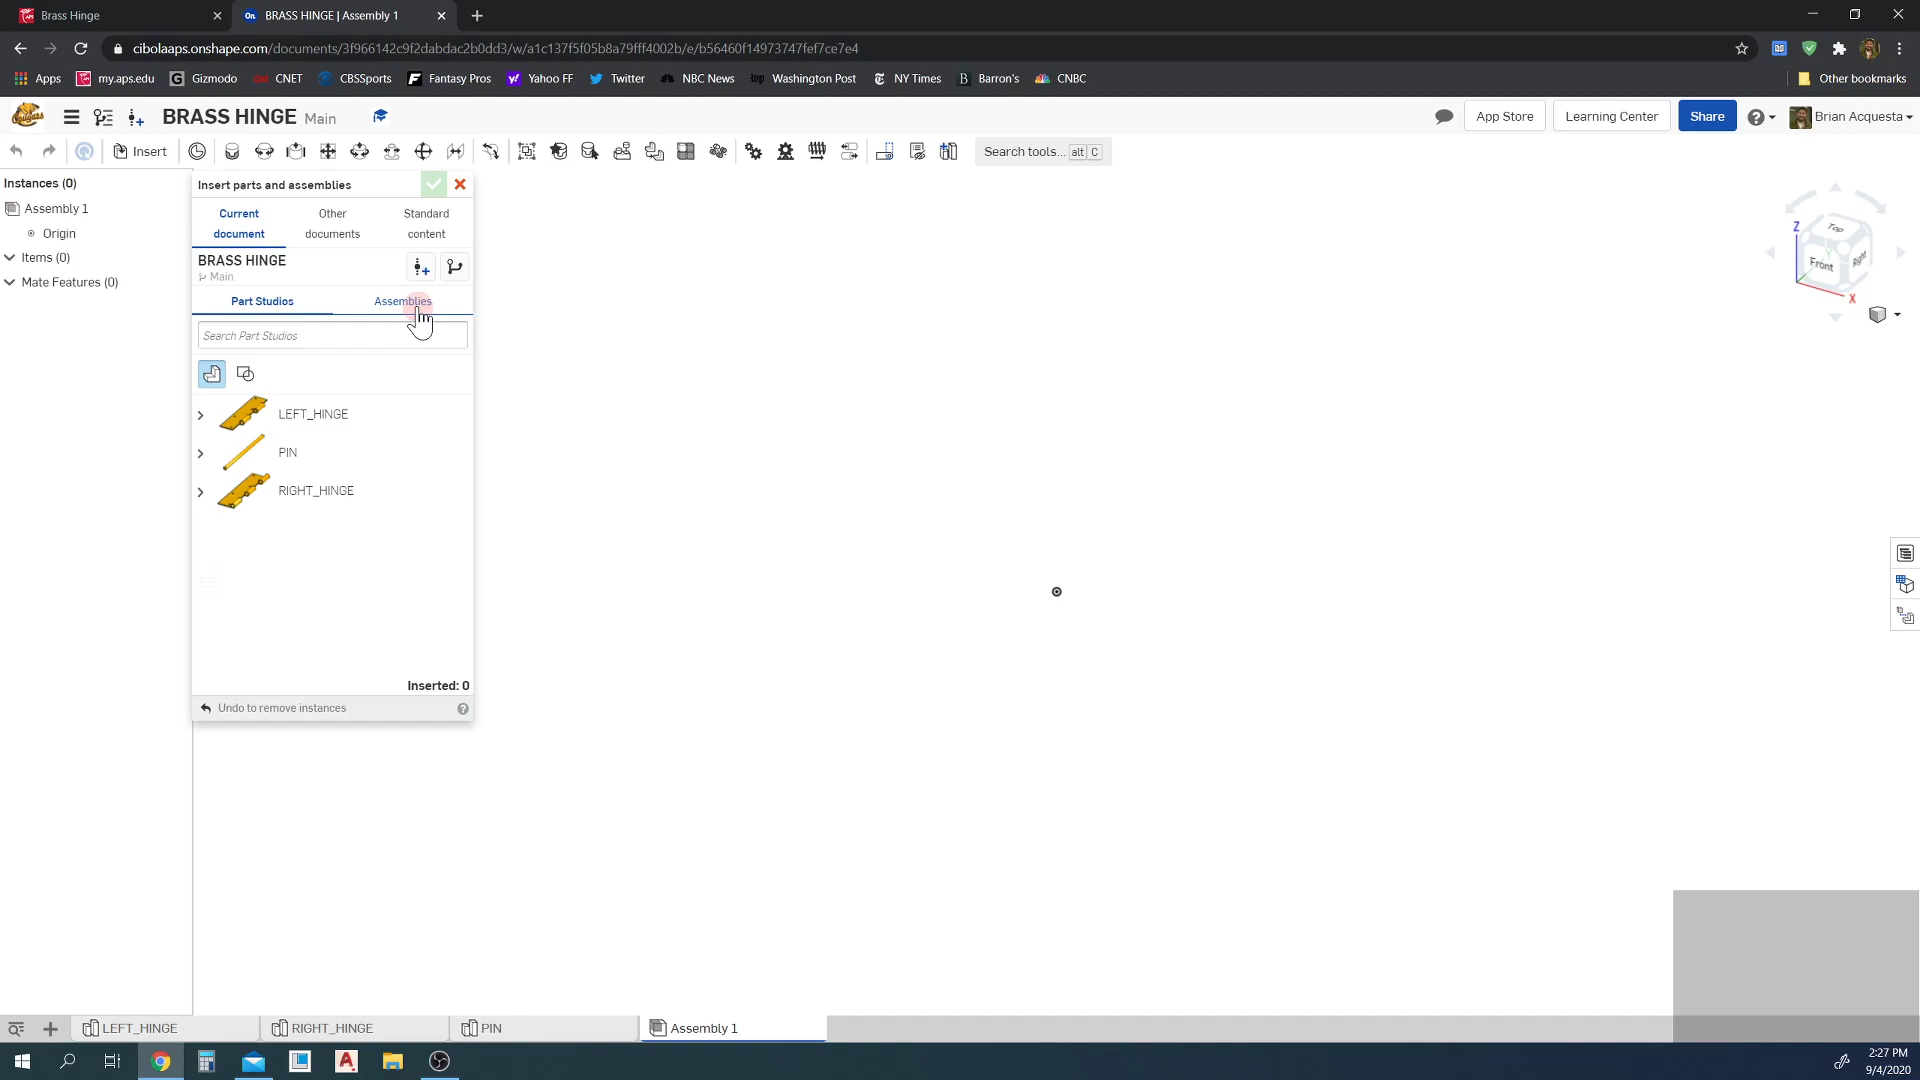 Brass Hinge
BRASS HINGE | Assembly 1
cibolaaps.onshape.com/documents/3f966142c9f2dabdac2b0dd3/w/a1c137f5f05b8a79fff4002b/e/b56460f14973747fef7ce7e4
Apps my.aps.edu Gizmodo CNET CBSSports Fantasy Pros Yahoo FF Twitter NBC News Washington Post NY Times Barron's CNBC Other bookmarks
BRASS HINGE Main App Store Learning Center Share Brian Acquesta
Insert Search tools... alt C
Instances (0)
Assembly 1
Origin
Items (0)
Mate Features (0)
Insert parts and assemblies
Current document
Other documents
Standard content
BRASS HINGE
Main
Part Studios Assemblies
Search Part Studios
LEFT_HINGE
PIN
RIGHT_HINGE
Inserted: 0
Undo to remove instances
Z Top
Front Right
X
LEFT_HINGE RIGHT_HINGE PIN Assembly 1
2:27 PM
9/4/2020